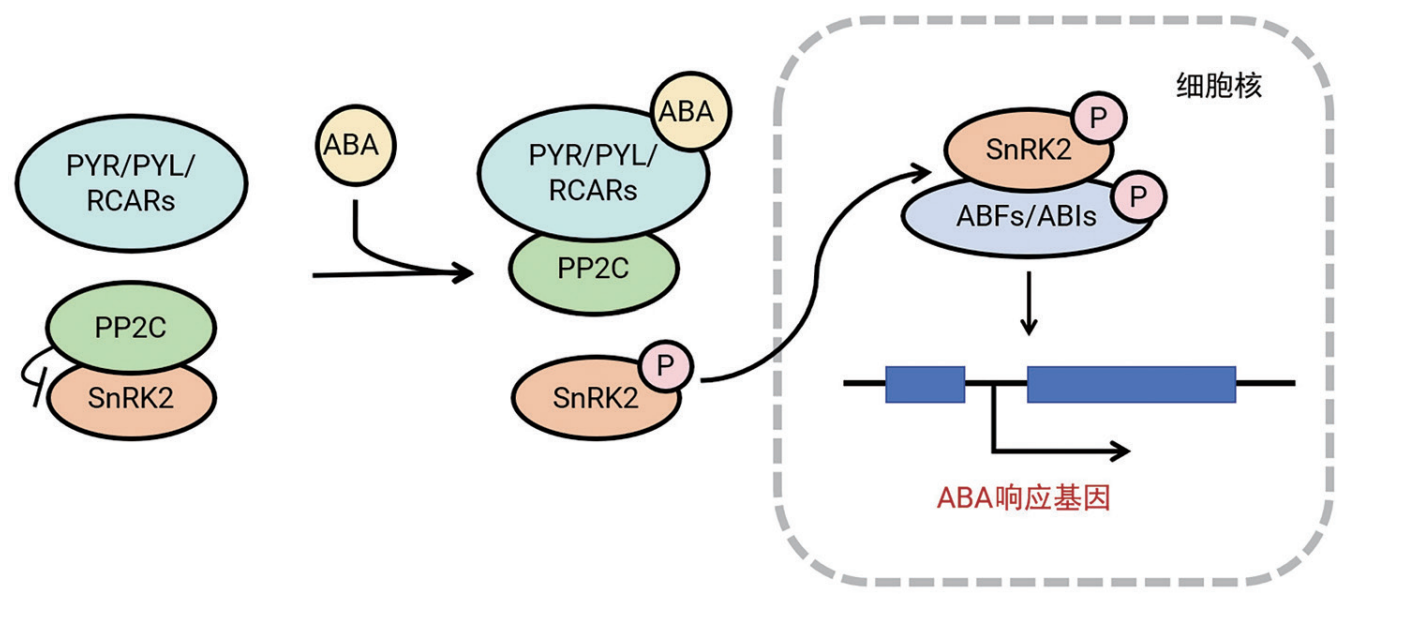 PYR/PYL/
RCARs
PP2C
SnRK2
ABA
ABA
PYR/PYL/
RCARs
PP2C
P
SnRK2
细胞核
P
SnRK2
P
ABFs/ABIs
ABA响应基因